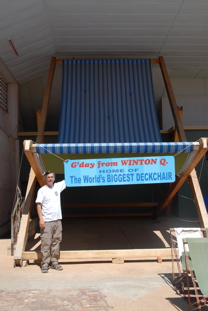 G'day from WINTON Q.
HOME OF
The World's BIGGEST DECKCHAIR